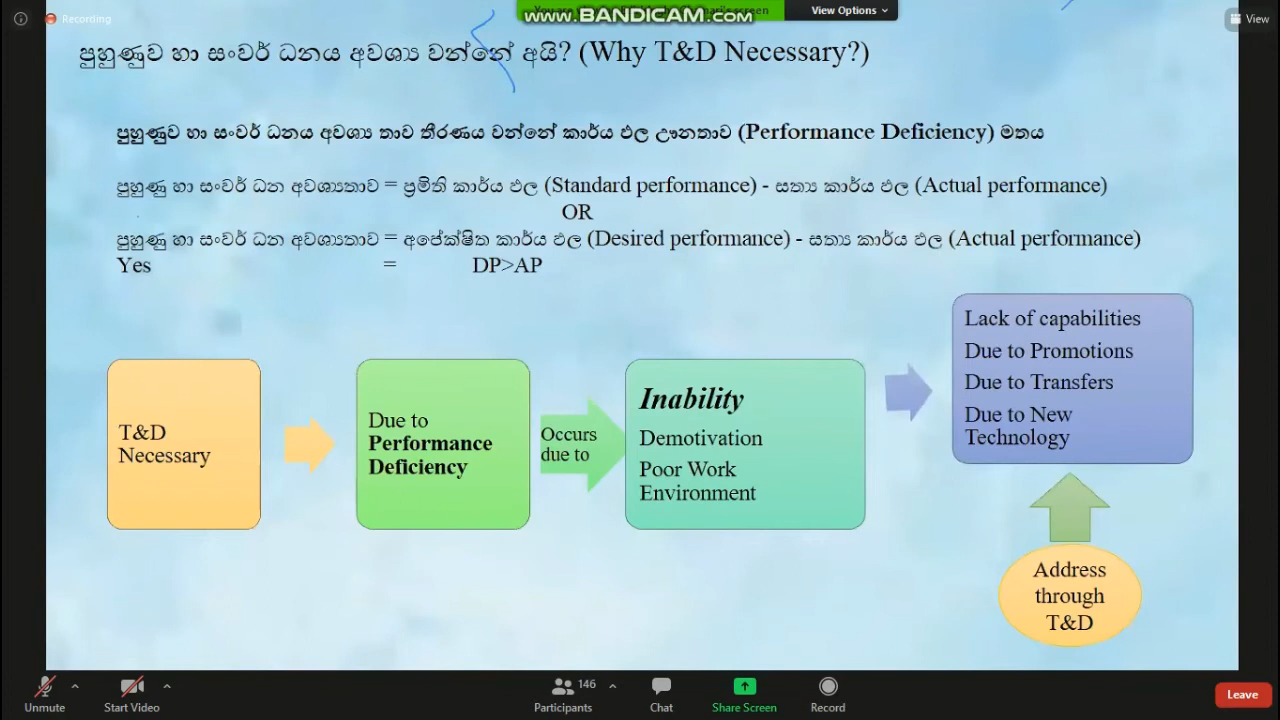 Recording
WWW.BANDICAM.COM
View Options
View
පුහුණුව හා සංවර් ධනය අවශ්‍ය වන්නේ අයි? (Why T&D Necessary?)
පුහුණුව හා සංවර් ධනය අවශ්‍ය තාව තීරණය වන්නේ කාර්ය ඵල ඌනතාව (Performance Deficiency) මතය
පුහුණු හා සංවර් ධන අවශ්‍යතාව = ප්‍රමිති කාර්ය ඵල (Standard performance) - සත්‍ය කාර්ය ඵල (Actual performance)
OR
පුහුණු හා සංවර් ධන අවශ්‍යතාව = අපේක්ෂිත කාර්ය ඵල (Desired performance) - සත්‍ය කාර්ය ඵල (Actual performance)
Yes = DP>AP
T&D
Necessary
Due to
Performance
Deficiency
Occurs
due to
Inability
Demotivation
Poor Work
Environment
Lack of capabilities
Due to Promotions
Due to Transfers
Due to New
Technology
Address
through
T&D
Unmute
Start Video
146
Participants
Chat
Share Screen
Record
Leave